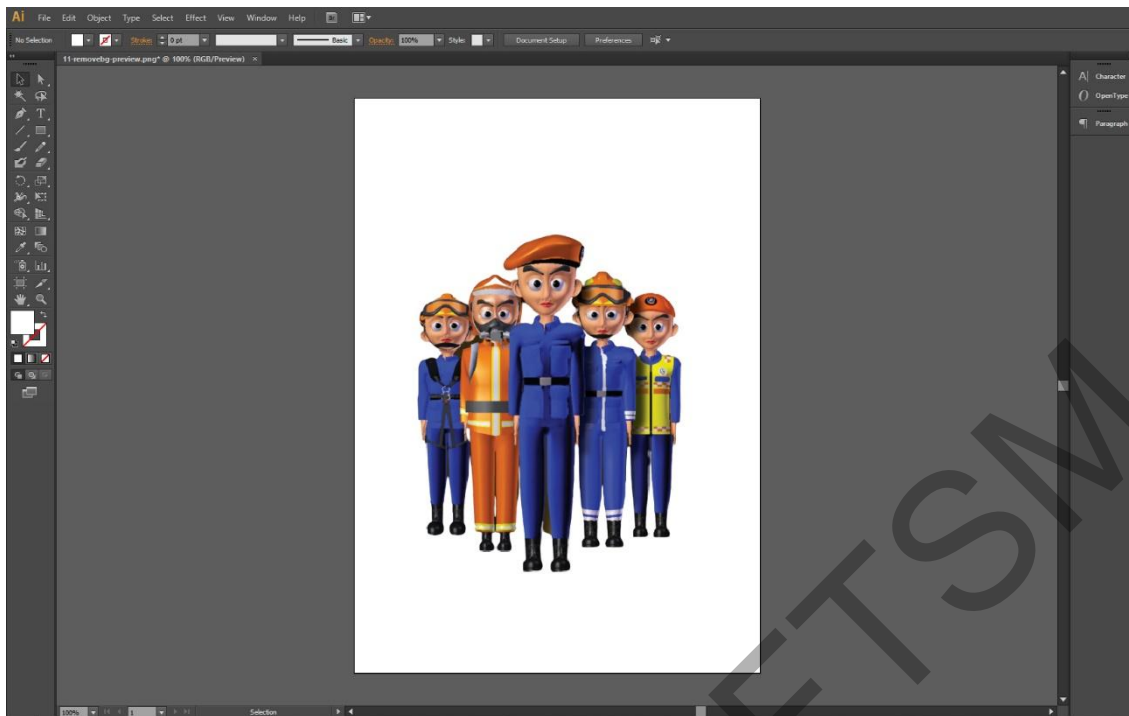 Ai File Edit Object Type Select Effect View Window Help Br
No Selection Stroke: 0 pt Basic Opacity: 100% Style: Document Setup Preferences
11-removebg-preview.png* @ 100% (RGB/Preview) ×
A| Character
O OpenType
¶ Paragraph
T
ETSM
100% 1 Selection